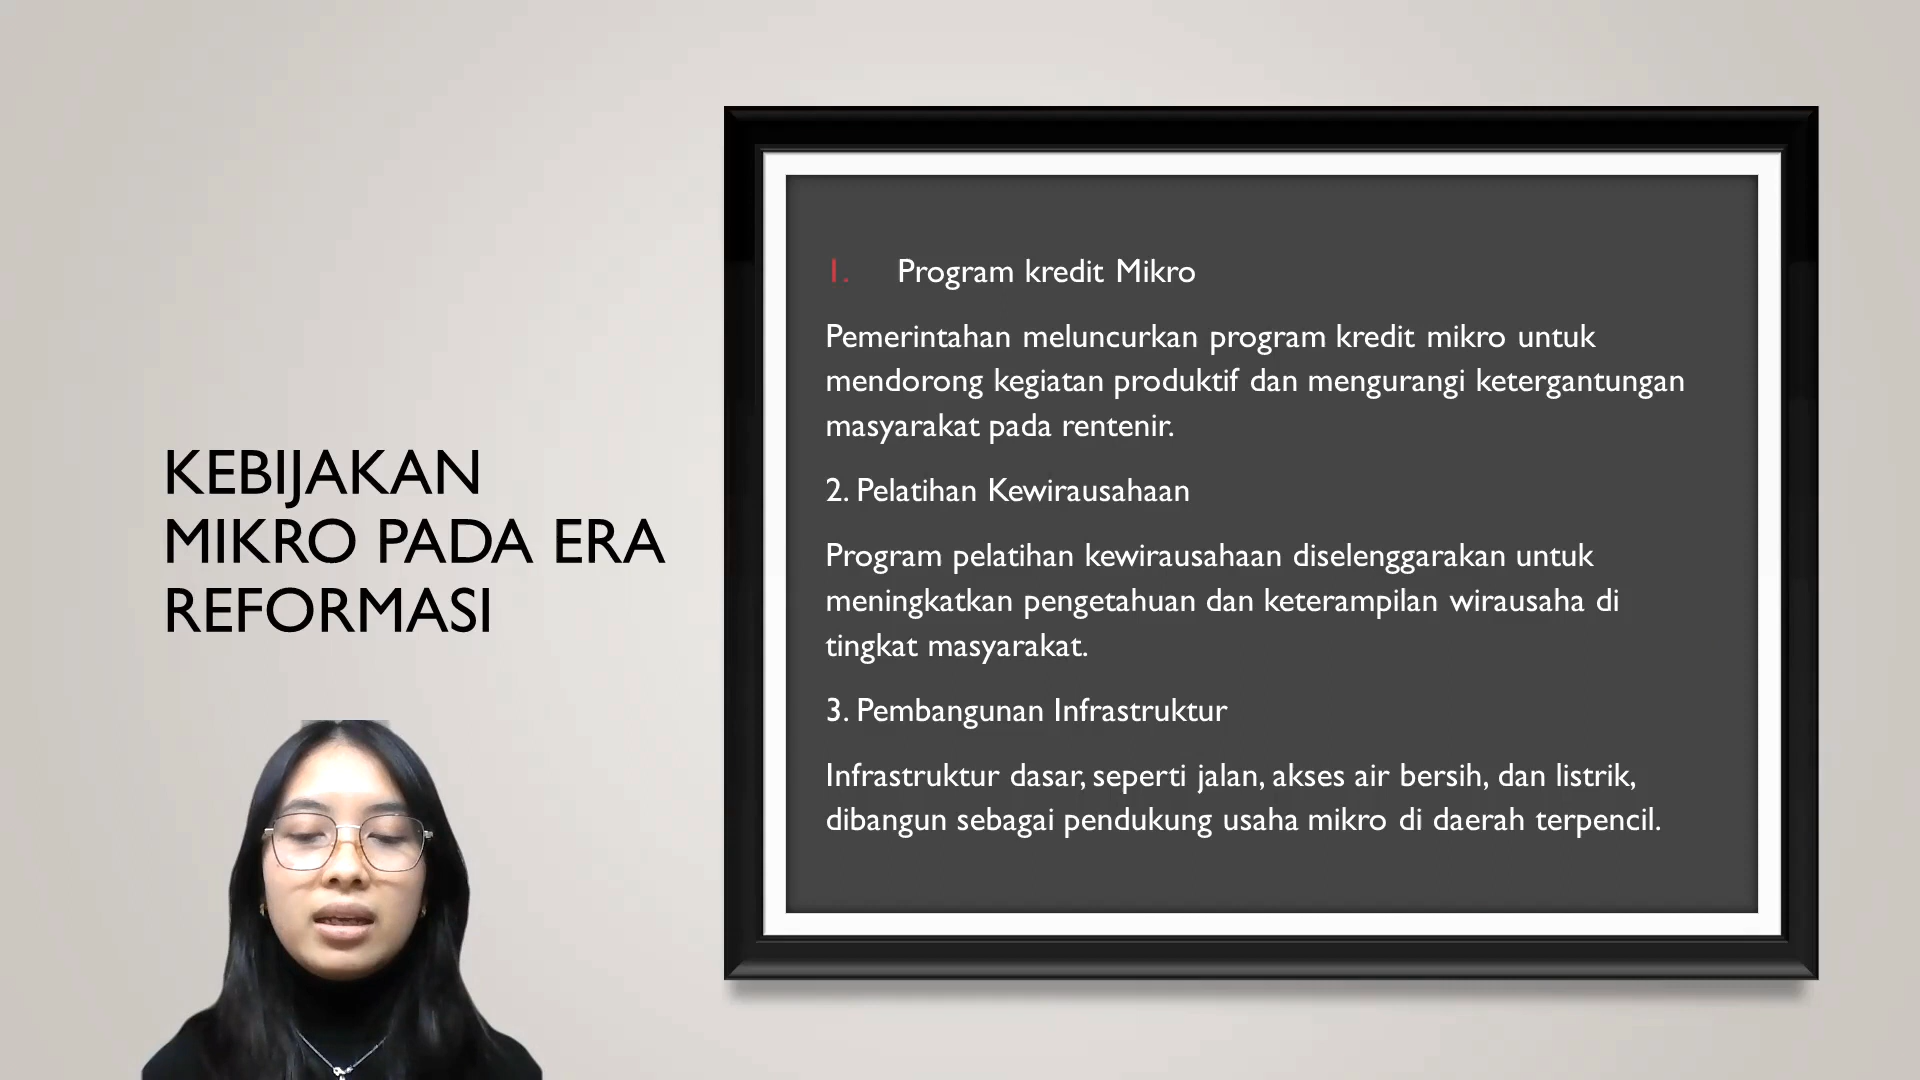 KEBIJAKAN
MIKRO PADA ERA
REFORMASI
1. Program kredit Mikro
Pemerintahan meluncurkan program kredit mikro untuk
mendorong kegiatan produktif dan mengurangi ketergantungan
masyarakat pada rentenir.
2. Pelatihan Kewirausahaan
Program pelatihan kewirausahaan diselenggarakan untuk
meningkatkan pengetahuan dan keterampilan wirausaha di
tingkat masyarakat.
3. Pembangunan Infrastruktur
Infrastruktur dasar, seperti jalan, akses air bersih, dan listrik,
dibangun sebagai pendukung usaha mikro di daerah terpencil.